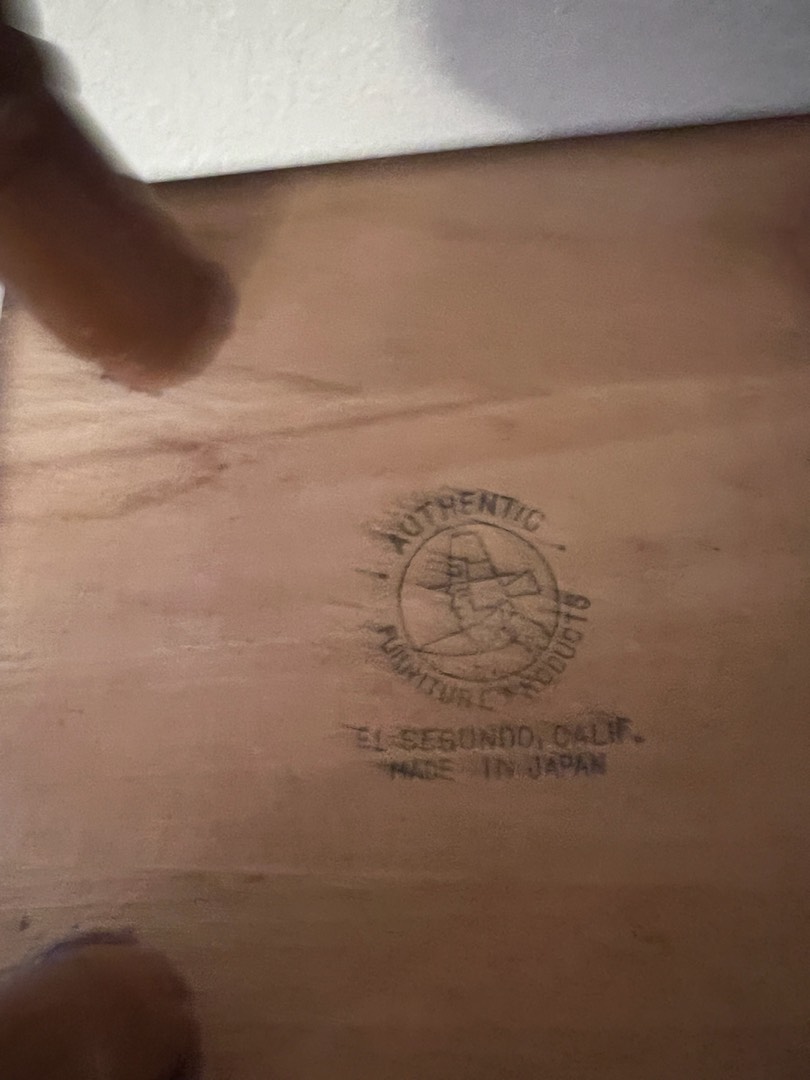 AUTHENTIC
FURNITURE PRODUCTS
EL SEGUNDO, CALIF.
MADE IN JAPAN